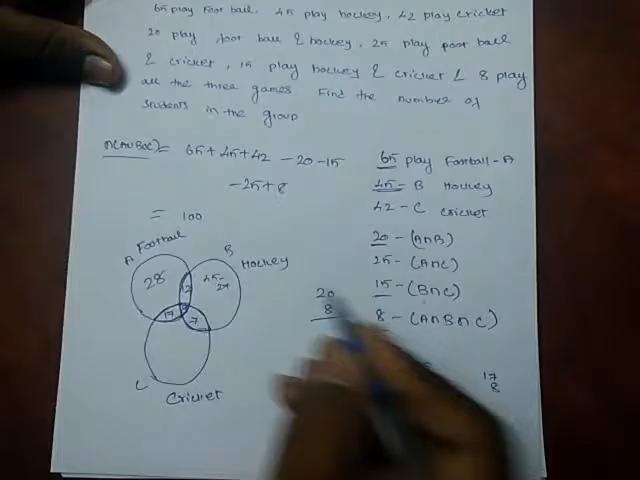 65 play Foot ball. 45 play hockey, 42 play cricket
20 play foot ball & hockey, 25 play foot ball
& cricket, 15 play hockey & cricket & 8 play
all the three games Find the number of
students in the group
n(AUBUC) = 65+45+42 -20-15
-25+8
= 100
65 play Football - A
45 - B Hockey
42 - C cricket
20 - (A∩B)
25 - (A∩C)
15 - (B∩C)
8 - (A∩B∩C)
Football
A
B
Hockey
28
12
45-
27
17
8
7
C
Cricket
20
8
17
8